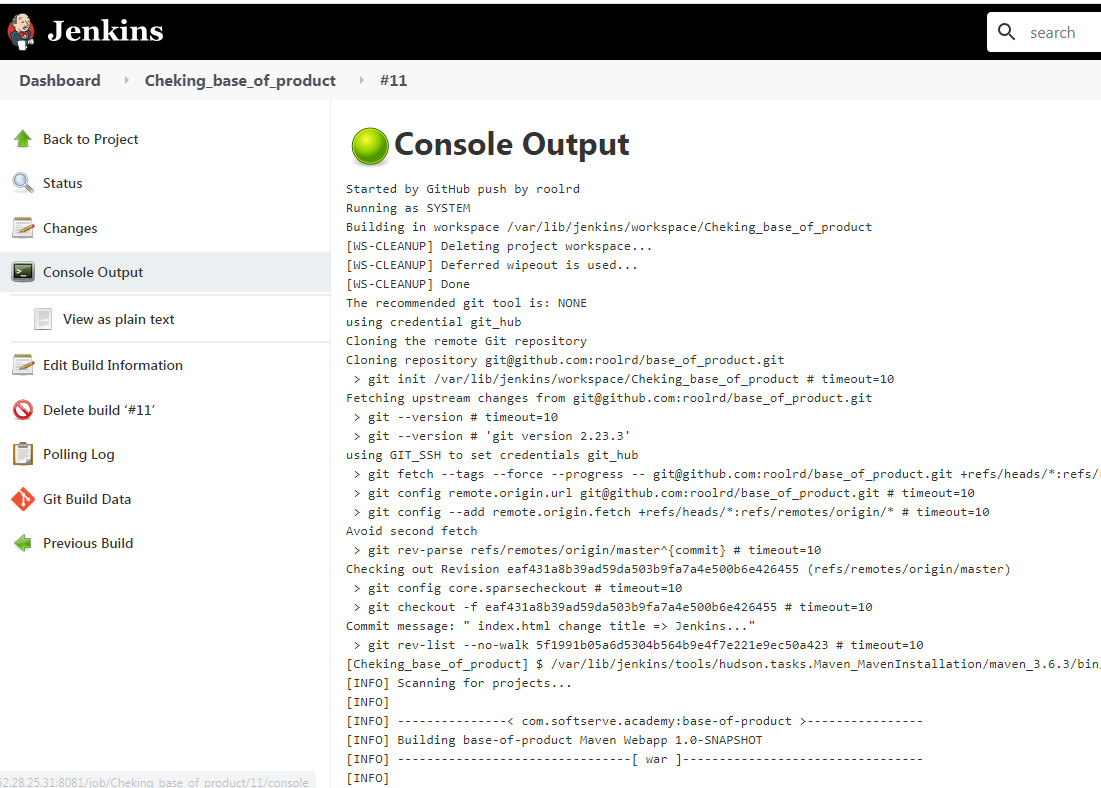 Jenkins
search
Dashboard
Cheking_base_of_product
#11
Back to Project
Status
Changes
Console Output
View as plain text
Edit Build Information
Delete build ‘#11’
Polling Log
Git Build Data
Previous Build
Console Output
Started by GitHub push by roolrd
Running as SYSTEM
Building in workspace /var/lib/jenkins/workspace/Cheking_base_of_product
[WS-CLEANUP] Deleting project workspace...
[WS-CLEANUP] Deferred wipeout is used...
[WS-CLEANUP] Done
The recommended git tool is: NONE
using credential git_hub
Cloning the remote Git repository
Cloning repository git@github.com:roolrd/base_of_product.git
> git init /var/lib/jenkins/workspace/Cheking_base_of_product # timeout=10
Fetching upstream changes from git@github.com:roolrd/base_of_product.git
> git --version # timeout=10
> git --version # 'git version 2.23.3'
using GIT_SSH to set credentials git_hub
> git fetch --tags --force --progress -- git@github.com:roolrd/base_of_product.git +refs/heads/*:refs/
> git config remote.origin.url git@github.com:roolrd/base_of_product.git # timeout=10
> git config --add remote.origin.fetch +refs/heads/*:refs/remotes/origin/* # timeout=10
Avoid second fetch
> git rev-parse refs/remotes/origin/master^{commit} # timeout=10
Checking out Revision eaf431a8b39ad59da503b9fa7a4e500b6e426455 (refs/remotes/origin/master)
> git config core.sparsecheckout # timeout=10
> git checkout -f eaf431a8b39ad59da503b9fa7a4e500b6e426455 # timeout=10
Commit message: " index.html change title => Jenkins..."
> git rev-list --no-walk 5f1991b05a6d5304b564b9e4f7e221e9ec50a423 # timeout=10
[Cheking_base_of_product] $ /var/lib/jenkins/tools/hudson.tasks.Maven_MavenInstallation/maven_3.6.3/bin/
[INFO] Scanning for projects...
[INFO]
[INFO] ---------------< com.softserve.academy:base-of-product >----------------
[INFO] Building base-of-product Maven Webapp 1.0-SNAPSHOT
[INFO] --------------------------------[ war ]---------------------------------
[INFO]
52.28.25.31:8081/job/Cheking_base_of_product/11/console